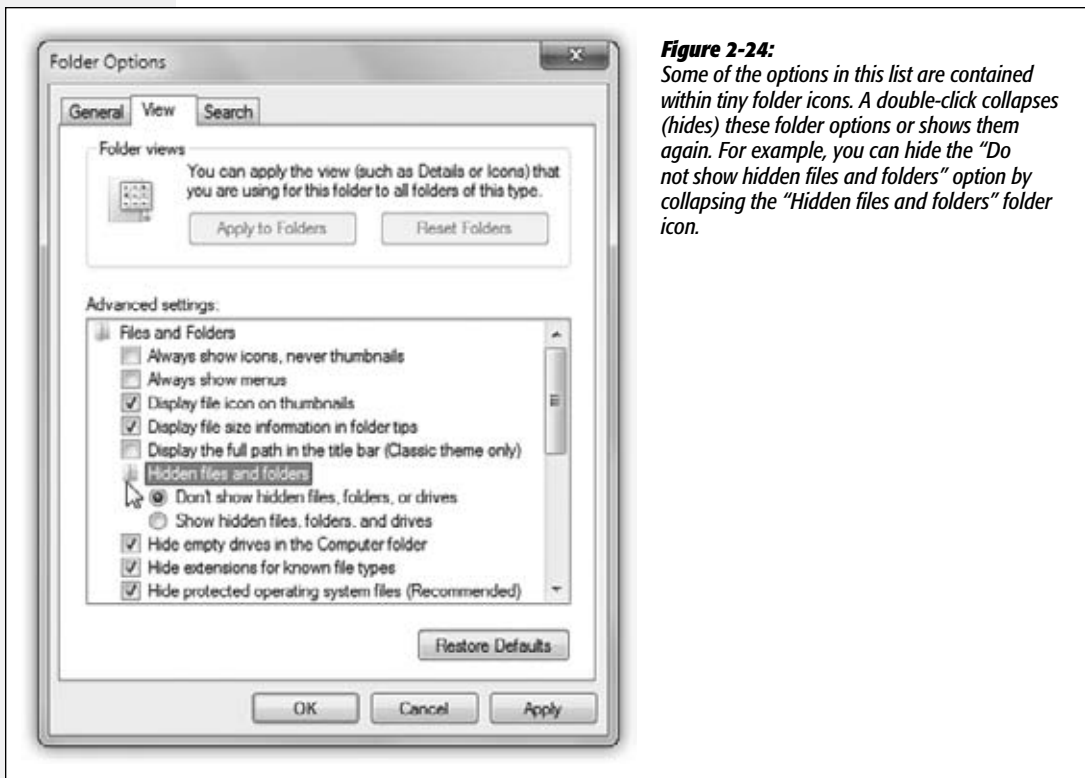 Folder Options
General View Search
Folder views
You can apply the view (such as Details or Icons) that
you are using for this folder to all folders of this type.
Apply to Folders Reset Folders
Advanced settings:
Files and Folders
Always show icons, never thumbnails
Always show menus
Display file icon on thumbnails
Display file size information in folder tips
Display the full path in the title bar (Classic theme only)
Hidden files and folders
Don't show hidden files, folders, or drives
Show hidden files, folders, and drives
Hide empty drives in the Computer folder
Hide extensions for known file types
Hide protected operating system files (Recommended)
Restore Defaults
OK Cancel Apply
Figure 2-24:
Some of the options in this list are contained
within tiny folder icons. A double-click collapses
(hides) these folder options or shows them
again. For example, you can hide the “Do
not show hidden files and folders” option by
collapsing the “Hidden files and folders” folder
icon.